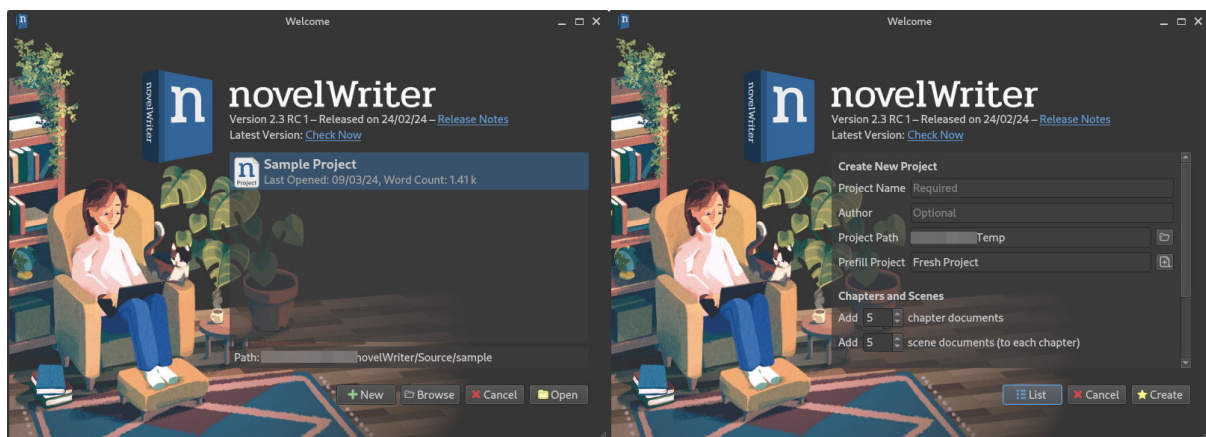 Welcome
n
novelWriter
novelWriter
Version 2.3 RC 1 – Released on 24/02/24 – Release Notes
Latest Version: Check Now
n
Project
Sample Project
Last Opened: 09/03/24, Word Count: 1.41 k
Path: novelWriter/Source/sample
New Browse Cancel Open
Welcome
n
novelWriter
novelWriter
Version 2.3 RC 1 – Released on 24/02/24 – Release Notes
Latest Version: Check Now
Create New Project
Project Name Required
Author Optional
Project Path Temp
Prefill Project Fresh Project
Chapters and Scenes
Add 5 chapter documents
Add 5 scene documents (to each chapter)
List Cancel Create